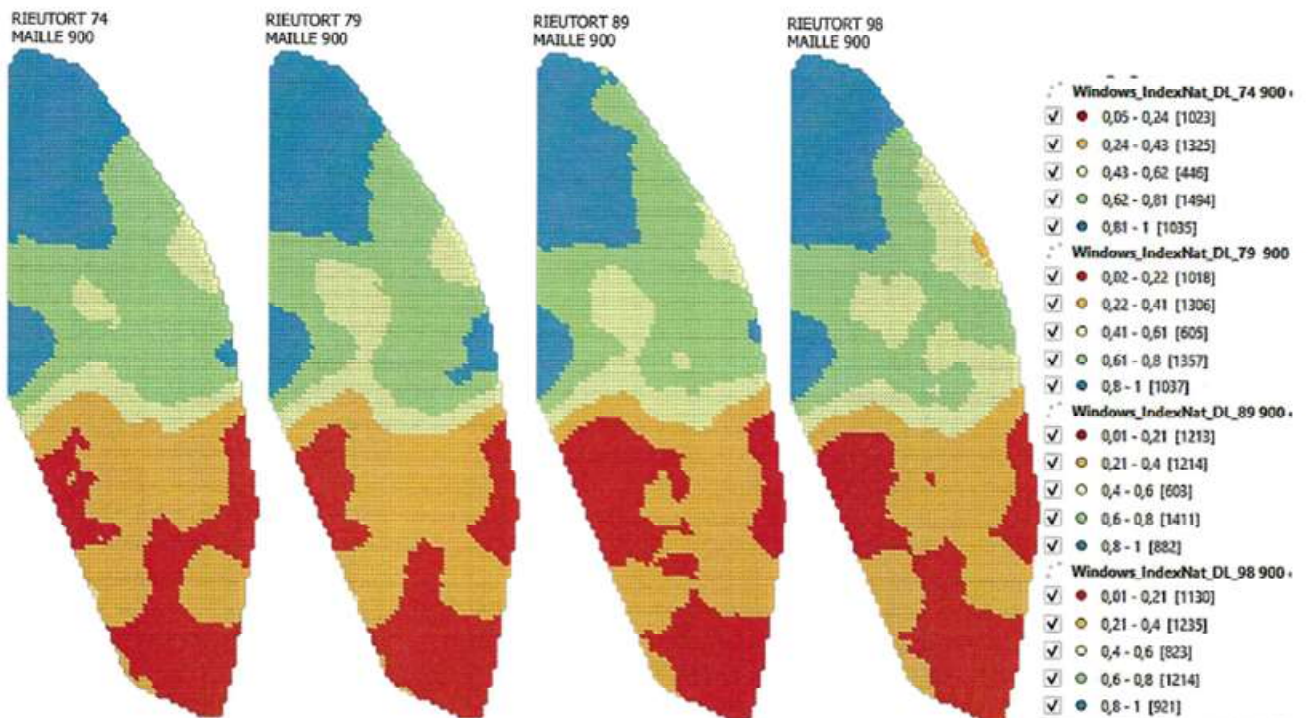 RIEUTORT 74
MAILLE 900
RIEUTORT 79
MAILLE 900
RIEUTORT 89
MAILLE 900
RIEUTORT 98
MAILLE 900
Windows_IndexNat_DL_74 900
0,05 - 0,24 [1023]
0,24 - 0,43 [1325]
0,43 - 0,62 [446]
0,62 - 0,81 [1494]
0,81 - 1 [1035]
Windows_IndexNat_DL_79 900
0,02 - 0,22 [1018]
0,22 - 0,41 [1306]
0,41 - 0,61 [605]
0,61 - 0,8 [1357]
0,8 - 1 [1037]
Windows_IndexNat_DL_89 900
0,01 - 0,21 [1213]
0,21 - 0,4 [1214]
0,4 - 0,6 [603]
0,6 - 0,8 [1411]
0,8 - 1 [882]
Windows_IndexNat_DL_98 900
0,01 - 0,21 [1130]
0,21 - 0,4 [1235]
0,4 - 0,6 [823]
0,6 - 0,8 [1214]
0,8 - 1 [921]